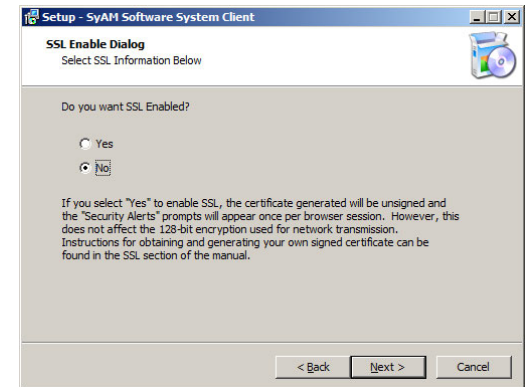 Setup - SyAM Software System Client
SSL Enable Dialog
Select SSL Information Below
Do you want SSL Enabled?
Yes
No
If you select "Yes" to enable SSL, the certificate generated will be unsigned and
the "Security Alerts" prompts will appear once per browser session. However, this
does not affect the 128-bit encryption used for network transmission.
Instructions for obtaining and generating your own signed certificate can be
found in the SSL section of the manual.
< Back Next > Cancel